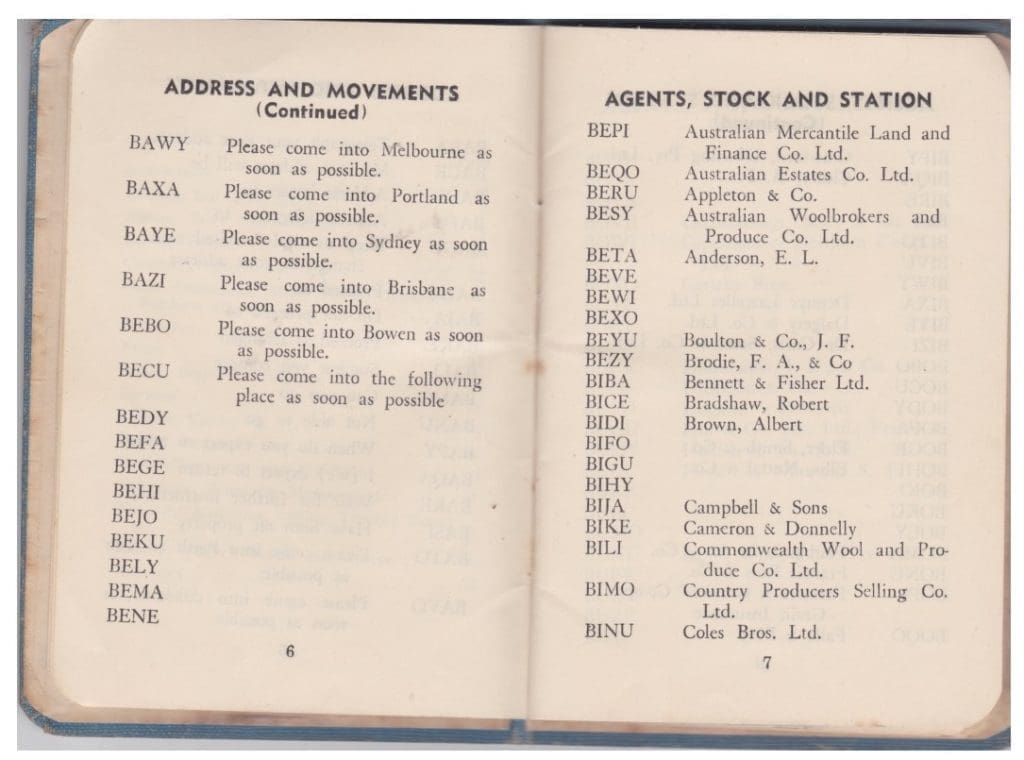 ADDRESS AND MOVEMENTS
(Continued)
BAWY Please come into Melbourne as
soon as possible.
BAXA Please come into Portland as
soon as possible.
BAYE Please come into Sydney as soon
as possible.
BAZI Please come into Brisbane as
soon as possible.
BEBO Please come into Bowen as soon
as possible.
BECU Please come into the following
place as soon as possible
BEDY
BEFA
BEGE
BEHI
BEJO
BEKU
BELY
BEMA
BENE
6
AGENTS, STOCK AND STATION
BEPI Australian Mercantile Land and
Finance Co. Ltd.
BEQO Australian Estates Co. Ltd.
BERU Appleton & Co.
BESY Australian Woolbrokers and
Produce Co. Ltd.
BETA Anderson, E. L.
BEVE
BEWI
BEXO
BEYU Boulton & Co., J. F.
BEZY Brodie, F. A., & Co
BIBA Bennett & Fisher Ltd.
BICE Bradshaw, Robert
BIDI Brown, Albert
BIFO
BIGU
BIHY
BIJA Campbell & Sons
BIKE Cameron & Donnelly
BILI Commonwealth Wool and Pro-
duce Co. Ltd.
BIMO Country Producers Selling Co.
Ltd.
BINU Coles Bros. Ltd.
7